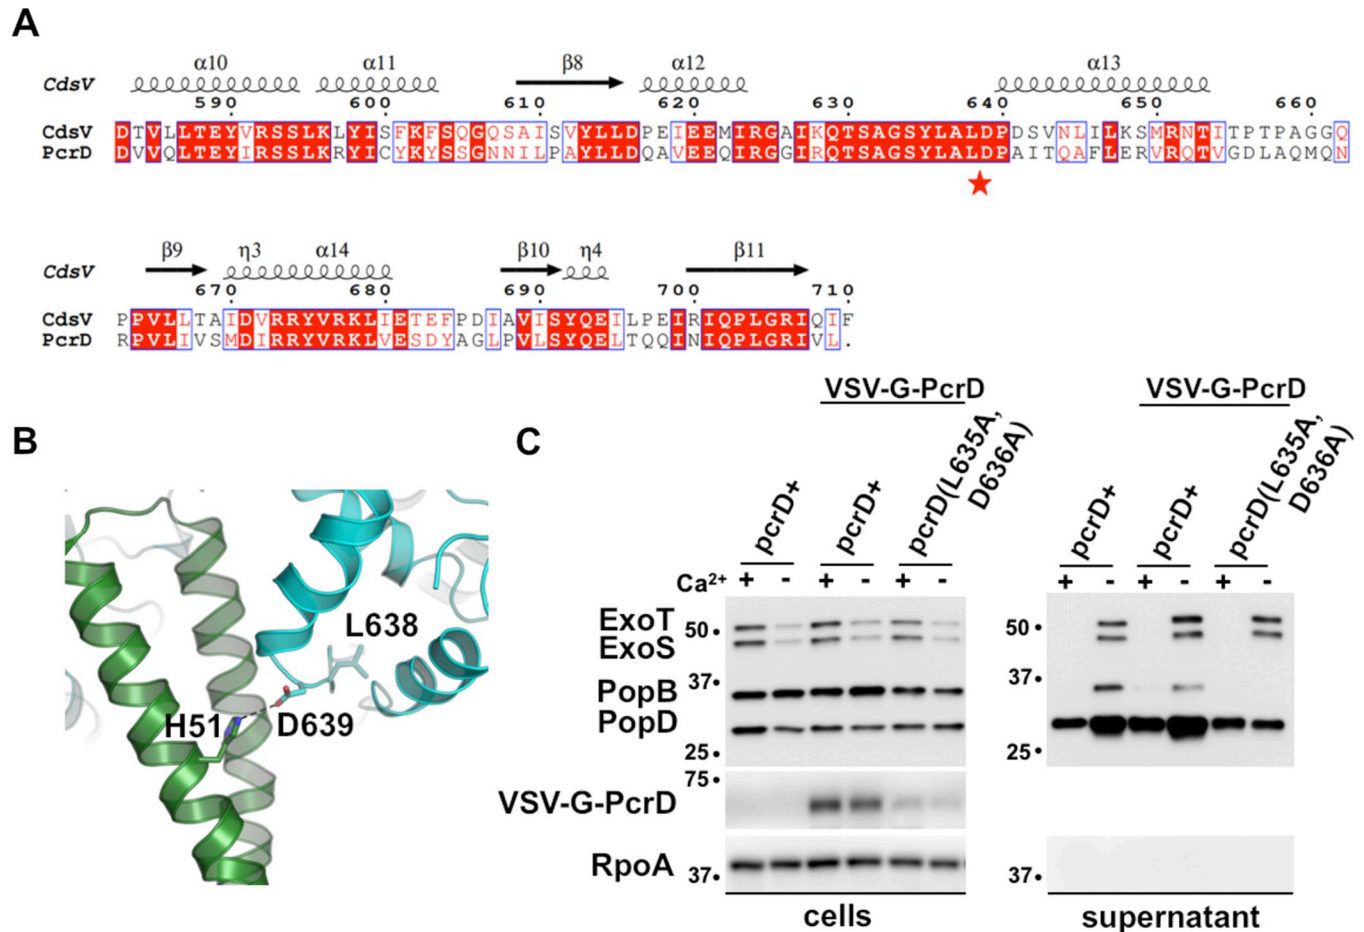 A
α10 α11 β8 α12 α13
CdsV
590 600 610 620 630 640 650 660
CdsV DTVLLTEYVRSSLKLYISFKFSQGQSAISVYLLDPEIEEMIRGAIKQTSAGSYLALDPDSVNLILKSMRNTITPTPAGGQ
PcrD DVVQLTEYIRSSLKRYICYKYSSGNNILPAYLLDQAVEEQIRGGIRQTSAGSYLALDPAITQAFLERVRQTVGDLAQMQN
β9 η3 α14 β10 η4 β11
CdsV
670 680 690 700 710
CdsV PPVLLTAIDVRRYVRKLIETEFPDIAVISYQEILPEIRIQPLGRIQIF
PcrD RPVLIVSMDIRRYVRKLVESDYAGLPVLSYQELTQQINIQPLGRIVL.
B
L638
H51
D639
C
VSV-G-PcrD
VSV-G-PcrD
pcrD+ pcrD+ pcrD(L635A, D636A)
pcrD+ pcrD+ pcrD(L635A, D636A)
Ca2+ + - + - + -
+ - + - + -
ExoT
ExoS
PopB
PopD
50
37
25
50
37
25
VSV-G-PcrD
75
RpoA
37
37
cells
supernatant